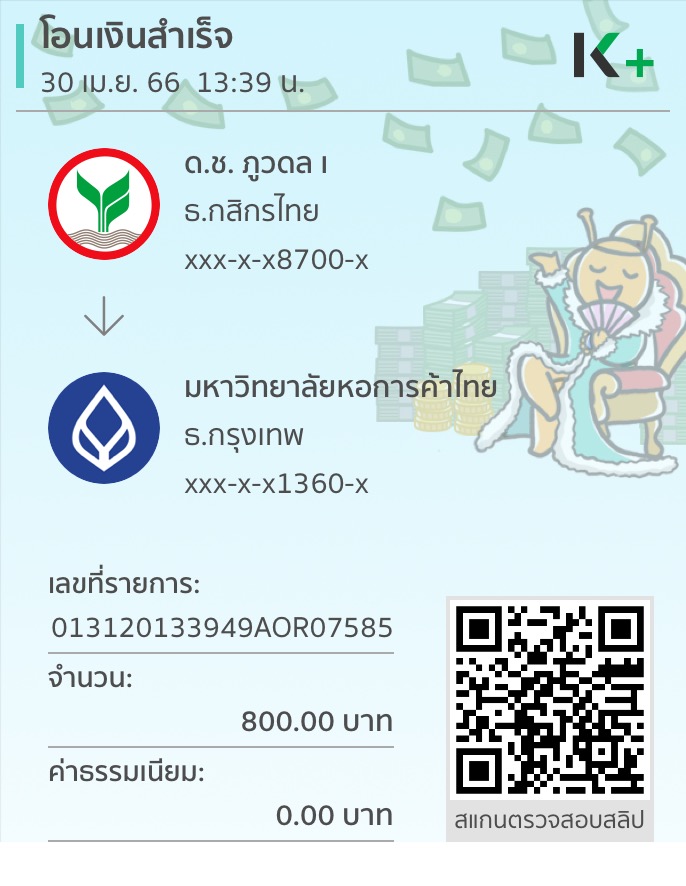 โอนเงินสำเร็จ
30 เม.ย. 66 13:39 น.
K+
ด.ช. ภูวดล เ
ธ.กสิกรไทย
xxx-x-x8700-x
มหาวิทยาลัยหอการค้าไทย
ธ.กรุงเทพ
xxx-x-x1360-x
เลขที่รายการ:
013120133949AOR07585
จำนวน:
800.00 บาท
ค่าธรรมเนียม:
0.00 บาท
สแกนตรวจสอบสลิป